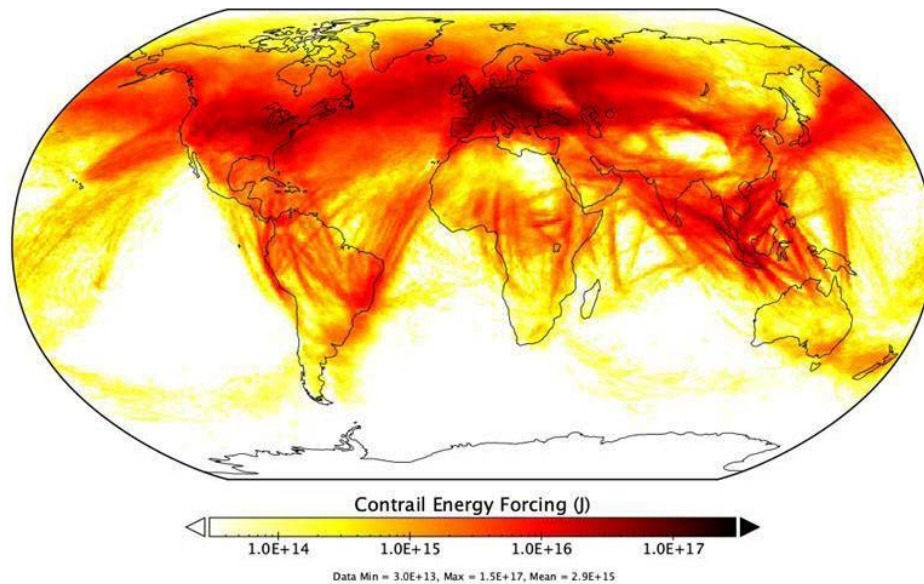 Contrail Energy Forcing (J)
1.0E+14 1.0E+15 1.0E+16 1.0E+17
Data Min = 3.0E+13, Max = 1.5E+17, Mean = 2.9E+15